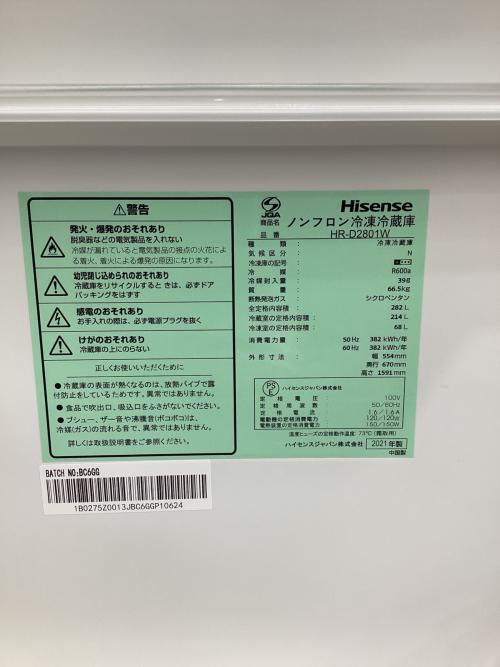 ⚠警告
発火・爆発のおそれあり
脱臭器などの電気製品を入れない
冷媒が漏れていると電気製品の接点の火花による
着火、着火による爆発の原因になります。
幼児閉じ込められのおそれあり
冷蔵庫をリサイクルするときは、必ずドア
パッキングをはずす
感電のおそれあり
お手入れの際は、必ず電源プラグを抜く
けがのおそれあり
冷蔵庫の上にのらない
正しくお使いいただくために
●冷蔵庫の表面が熱くなるのは、放熱パイプで露
付防止をしているためです。異常ではありません。
●食品で吹出口、吸込口をふさがないでください。
●ブシュー、ザー音や沸騰音(ボコボコ)は、
冷媒(ガス)の流れる音で、異常ではありません。
詳しくは取扱説明書をご参照ください。
JQA
Hisense
商品名 ノンフロン冷凍冷蔵庫
品番 HR-D2801W
種類 冷凍冷蔵庫
気候区分 N
冷凍室の記号
冷媒 R600a
冷媒封入量 39g
質量 66.5kg
断熱発泡ガス シクロペンタン
全定格内容積 282 L
冷蔵室の定格内容積 214 L
冷凍室の定格内容積 68 L
消費電力量 50 Hz 382 kWh/年
60 Hz 382 kWh/年
外形寸法 幅 554mm
奥行 670mm
高さ 1591mm
PSE
ハイセンスジャパン株式会社
定格電圧 100V
定格周波数 50/60Hz
定格電流 1.6/1.6A
電動機の定格消費電力 120/120W
電熱装置の定格消費電力 150/150W
温度ヒューズの定格動作温度:73℃(同上表示)
ハイセンスジャパン株式会社 2021年製
中国製
BATCH NO:BC6GG
1B0275Z0013JBC6GGP10624